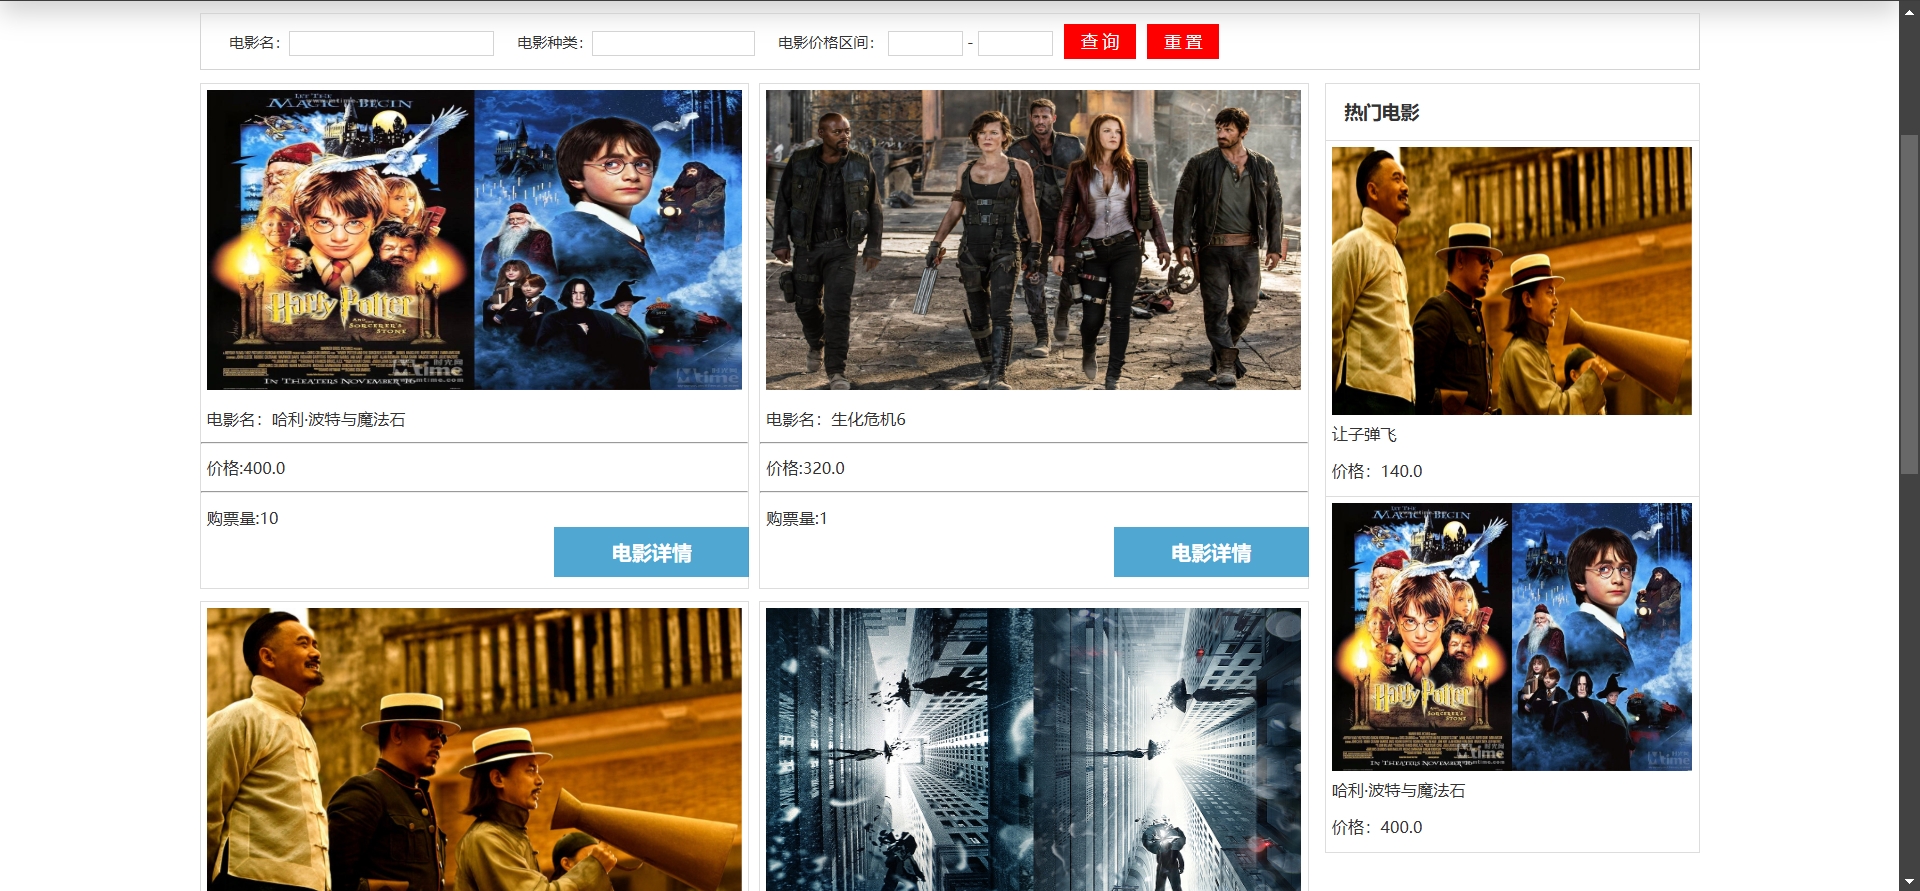 电影名：
电影种类：
电影价格区间：
-
查 询
重 置
LET THE
MAGIC BEGIN
Harry Potter
AND THE
SORCERER'S
STONE
IN THEATERS NOVEMBER 16
电影名：哈利·波特与魔法石
价格:400.0
购票量:10
电影详情
电影名：生化危机6
价格:320.0
购票量:1
电影详情
热门电影
让子弹飞
价格：140.0
LET THE
MAGIC BEGIN
Harry Potter
AND THE
SORCERER'S
STONE
IN THEATERS NOVEMBER 16
哈利·波特与魔法石
价格：400.0